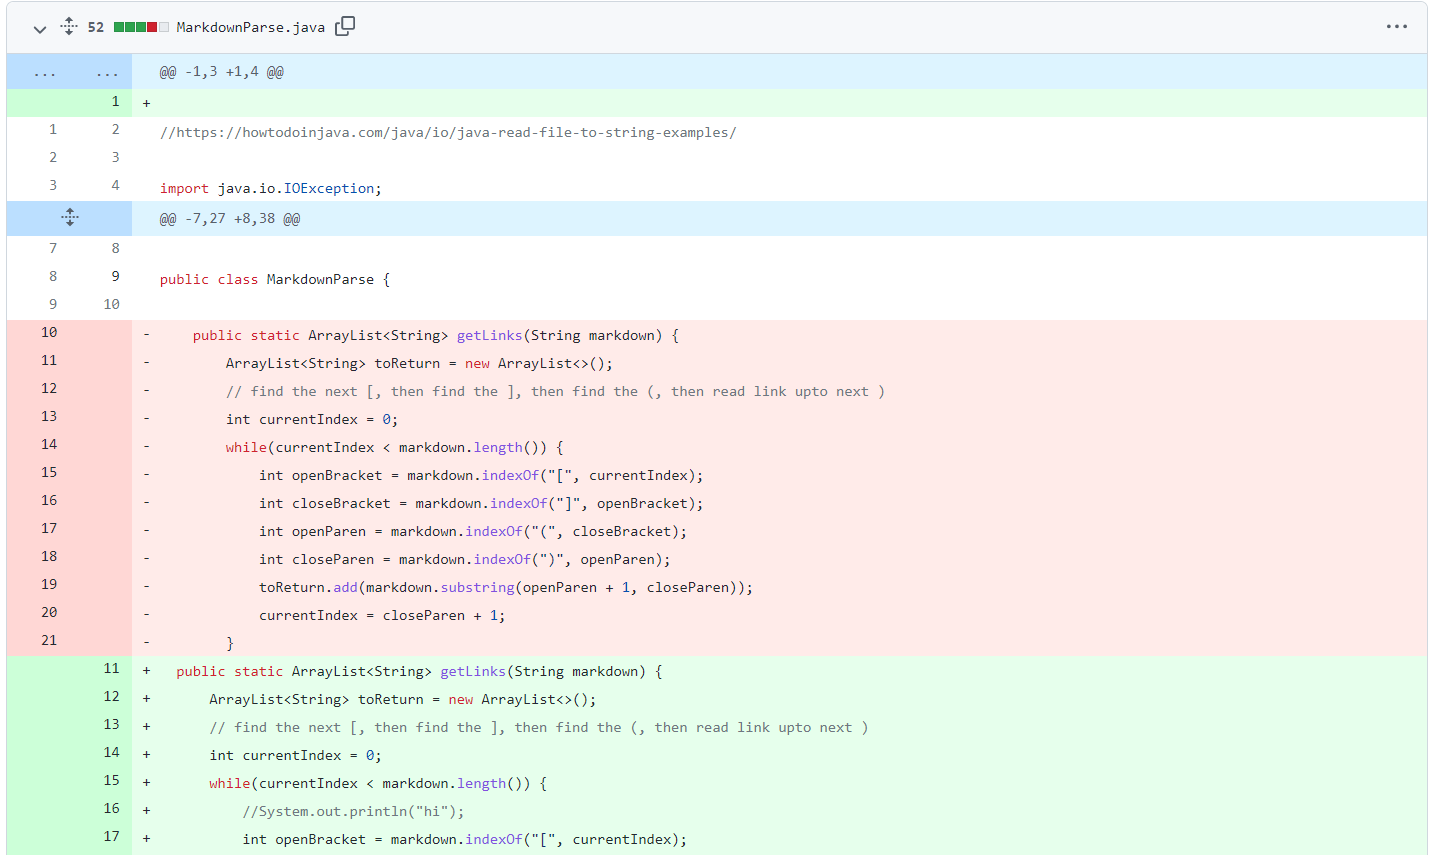 52 MarkdownParse.java ...
... ... @@ -1,3 +1,4 @@
1 +
1 2 //https://howtodoinjava.com/java/io/java-read-file-to-string-examples/
2 3
3 4 import java.io.IOException;
@@ -7,27 +8,38 @@
7 8
8 9 public class MarkdownParse {
9 10
10 - public static ArrayList<String> getLinks(String markdown) {
11 - ArrayList<String> toReturn = new ArrayList<>();
12 - // find the next [, then find the ], then find the (, then read link upto next )
13 - int currentIndex = 0;
14 - while(currentIndex < markdown.length()) {
15 - int openBracket = markdown.indexOf("[", currentIndex);
16 - int closeBracket = markdown.indexOf("]", openBracket);
17 - int openParen = markdown.indexOf("(", closeBracket);
18 - int closeParen = markdown.indexOf(")", openParen);
19 - toReturn.add(markdown.substring(openParen + 1, closeParen));
20 - currentIndex = closeParen + 1;
21 - }
11 + public static ArrayList<String> getLinks(String markdown) {
12 + ArrayList<String> toReturn = new ArrayList<>();
13 + // find the next [, then find the ], then find the (, then read link upto next )
14 + int currentIndex = 0;
15 + while(currentIndex < markdown.length()) {
16 + //System.out.println("hi");
17 + int openBracket = markdown.indexOf("[", currentIndex);